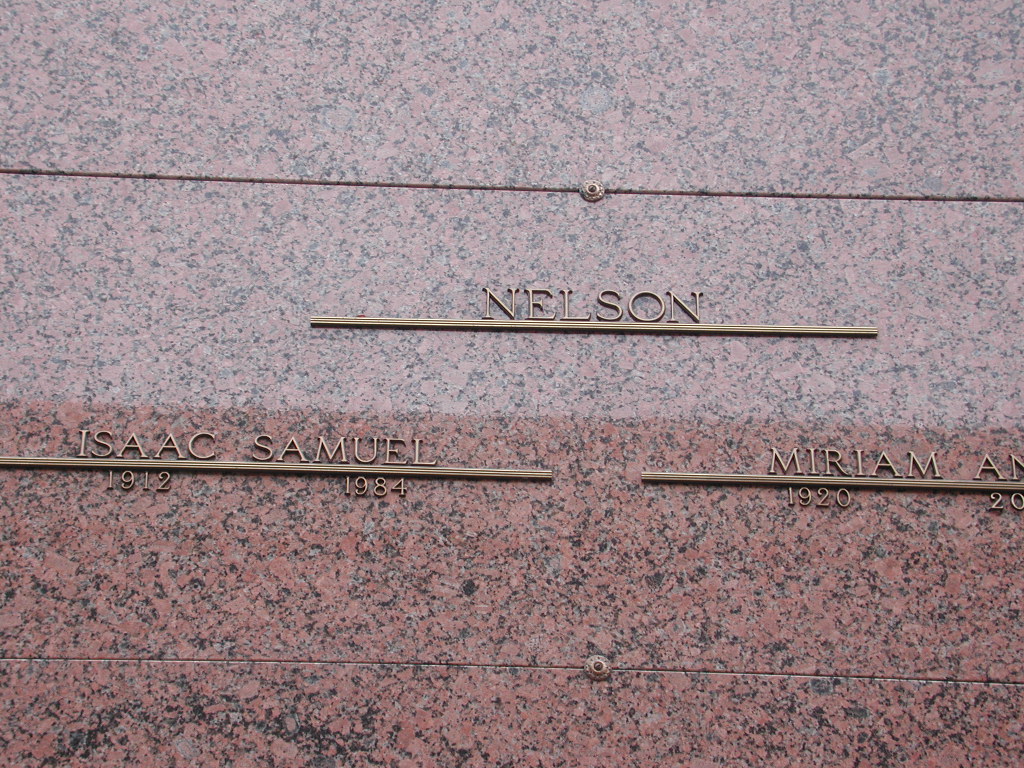 NELSON
ISAAC SAMUEL
1912 1984
MIRIAM
1920